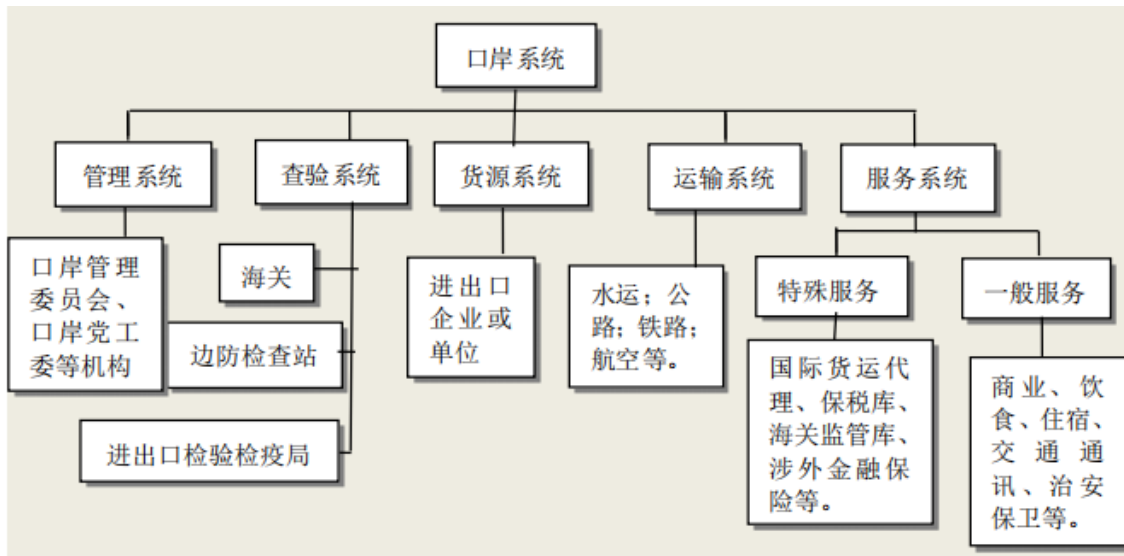 口岸系统
管理系统
查验系统
货源系统
运输系统
服务系统
口岸管理
委员会、
口岸党工
委等机构
海关
边防检查站
进出口检验检疫局
进出口
企业或
单位
水运；公
路；铁路；
航空等。
特殊服务
一般服务
国际货运代
理、保税库、
海关监管库、
涉外金融保
险等。
商业、饮
食、住宿、
交通通
讯、治安
保卫等。